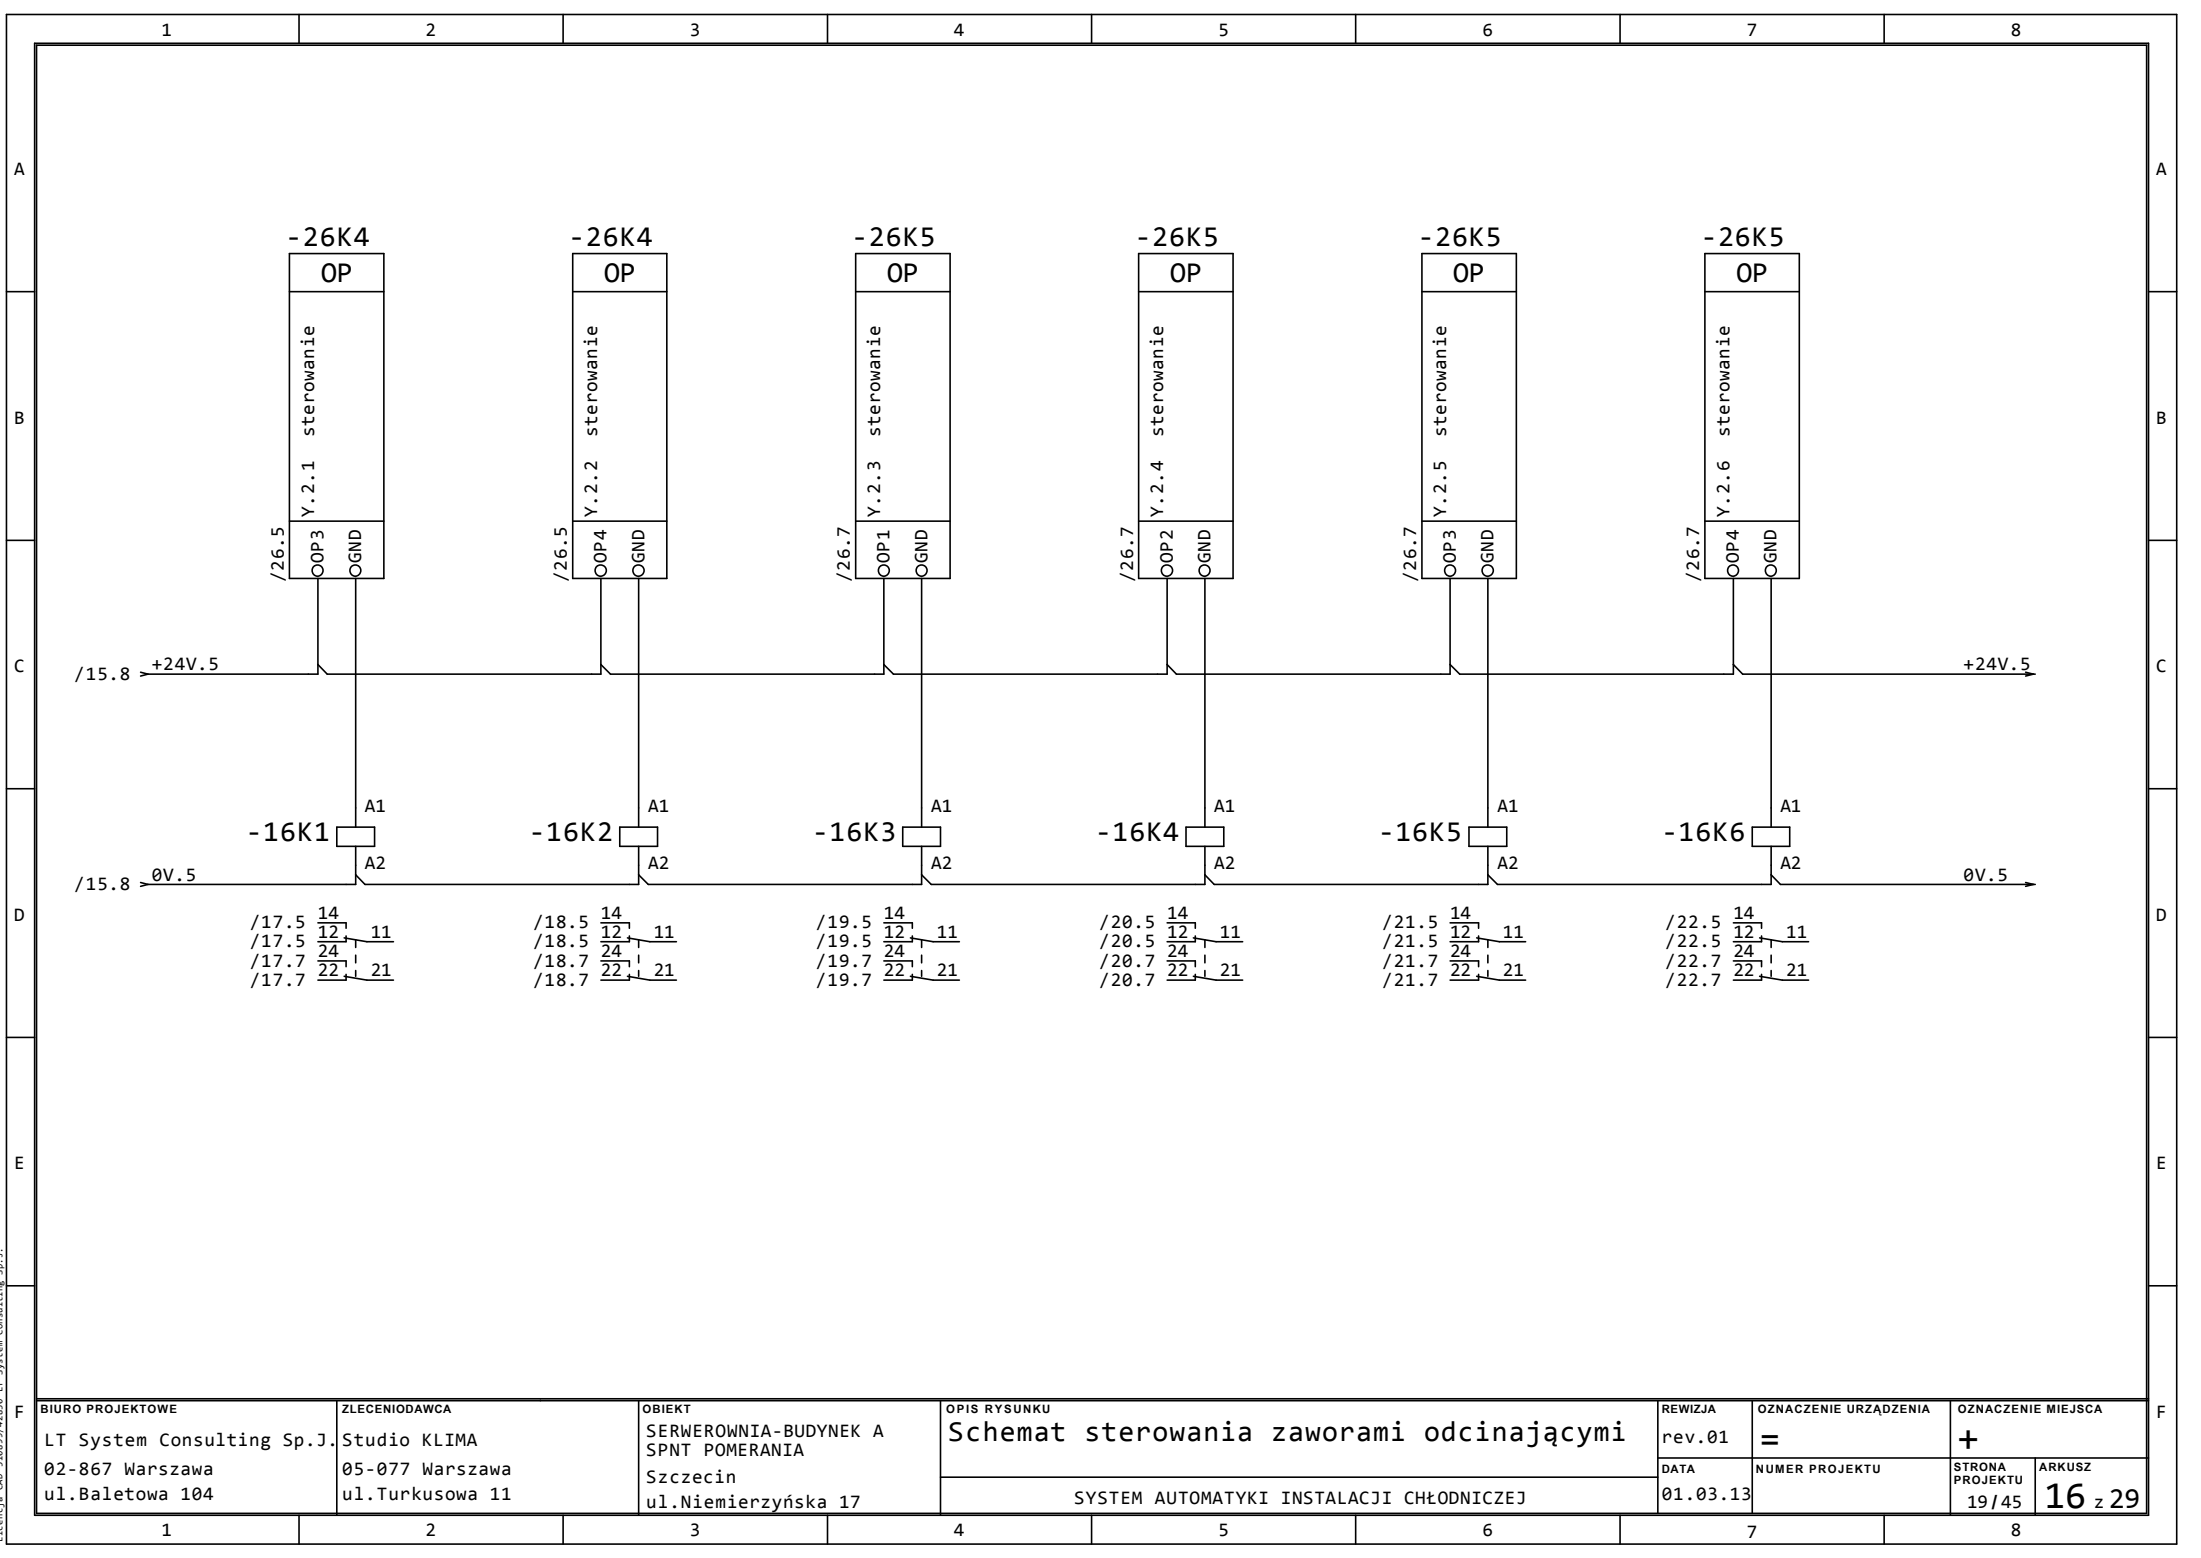 1 2 3 4 5 6 7 8
A A
-26K4 -26K4 -26K5 -26K5 -26K5 -26K5
OP OP OP OP OP OP
B B
Y.2.1 sterowanie
Y.2.2 sterowanie
Y.2.3 sterowanie
Y.2.4 sterowanie
Y.2.5 sterowanie
Y.2.6 sterowanie
/26.5 OP3 GND
/26.5 OP4 GND
/26.7 OP1 GND
/26.7 OP2 GND
/26.7 OP3 GND
/26.7 OP4 GND
C C
/15.8 +24V.5 +24V.5
A1 A1 A1 A1 A1 A1
-16K1 -16K2 -16K3 -16K4 -16K5 -16K6
A2 A2 A2 A2 A2 A2
/15.8 0V.5 0V.5
D D
/17.5 14 /18.5 14 /19.5 14 /20.5 14 /21.5 14 /22.5 14
/17.5 12 11 /18.5 12 11 /19.5 12 11 /20.5 12 11 /21.5 12 11 /22.5 12 11
/17.7 24 /18.7 24 /19.7 24 /20.7 24 /21.7 24 /22.7 24
/17.7 22 21 /18.7 22 21 /19.7 22 21 /20.7 22 21 /21.7 22 21 /22.7 22 21
E E
F F
BIURO PROJEKTOWE
LT System Consulting Sp.J.
02-867 Warszawa
ul.Baletowa 104
ZLECENIODAWCA
Studio KLIMA
05-077 Warszawa
ul.Turkusowa 11
OBIEKT
SERWEROWNIA-BUDYNEK A
SPNT POMERANIA
Szczecin
ul.Niemierzyńska 17
OPIS RYSUNKU
Schemat sterowania zaworami odcinającymi
SYSTEM AUTOMATYKI INSTALACJI CHŁODNICZEJ
REWIZJA
rev.01
DATA
01.03.13
OZNACZENIE URZĄDZENIA
=
NUMER PROJEKTU
OZNACZENIE MIEJSCA
+
STRONA
PROJEKTU
19/45
ARKUSZ
16 z 29
1 2 3 4 5 6 7 8